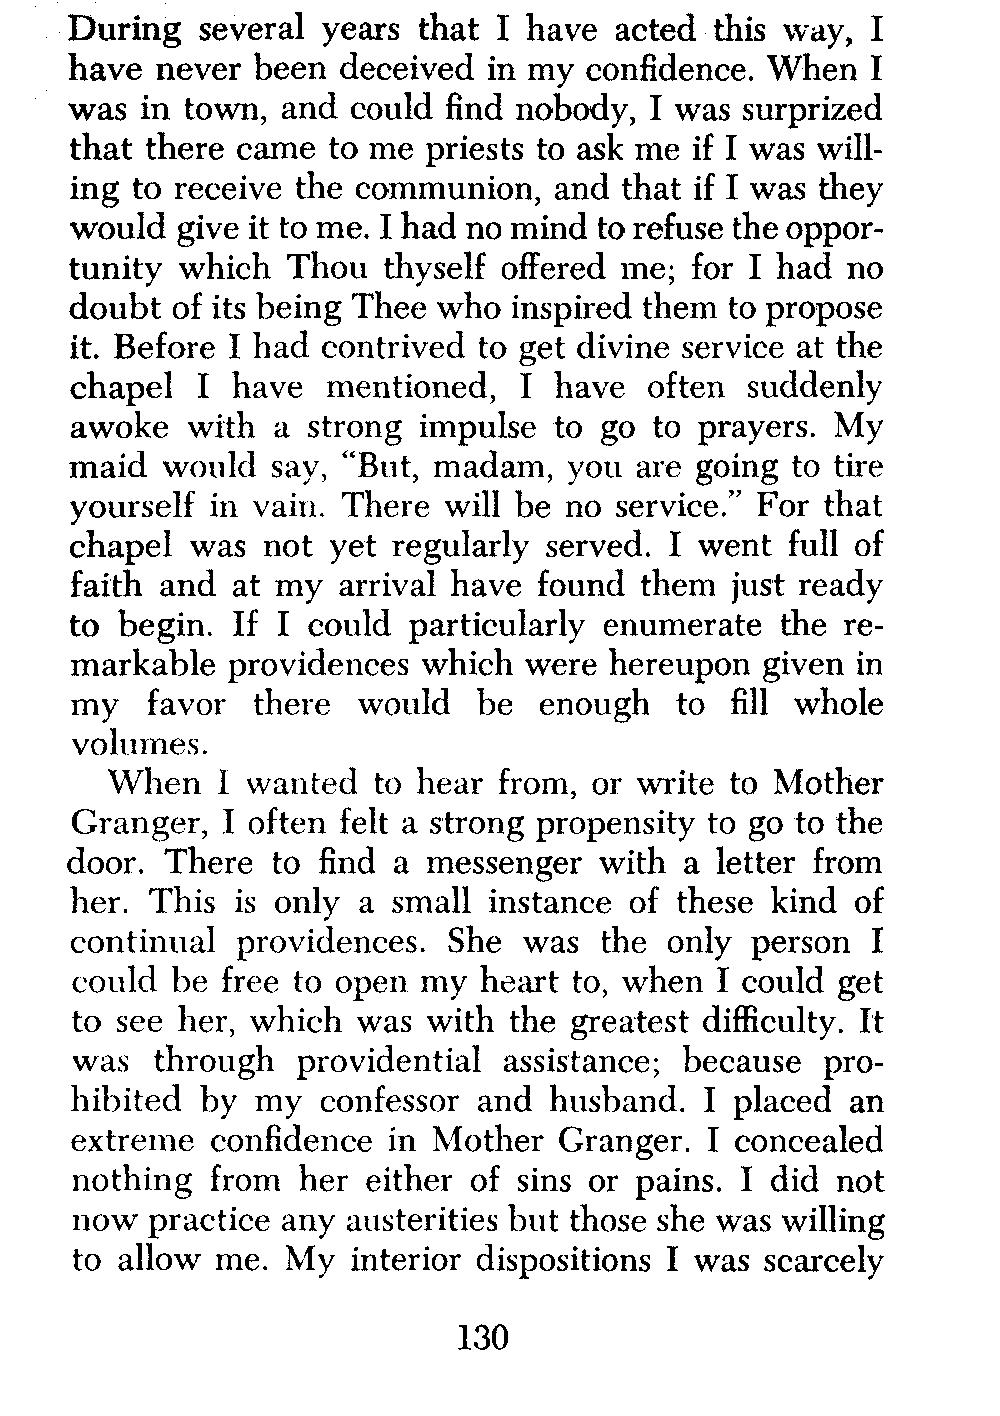 During several years that I have acted this way, I
have never been deceived in my confidence. When I
was in town, and could find nobody, I was surprized
that there came to me priests to ask me if I was will-
ing to receive the communion, and that if I was they
would give it to me. I had no mind to refuse the oppor-
tunity which Thou thyself offered me; for I had no
doubt of its being Thee who inspired them to propose
it. Before I had contrived to get divine service at the
chapel I have mentioned, I have often suddenly
awoke with a strong impulse to go to prayers. My
maid would say, “But, madam, you are going to tire
yourself in vain. There will be no service.” For that
chapel was not yet regularly served. I went full of
faith and at my arrival have found them just ready
to begin. If I could particularly enumerate the re-
markable providences which were hereupon given in
my favor there would be enough to fill whole
volumes.
When I wanted to hear from, or write to Mother
Granger, I often felt a strong propensity to go to the
door. There to find a messenger with a letter from
her. This is only a small instance of these kind of
continual providences. She was the only person I
could be free to open my heart to, when I could get
to see her, which was with the greatest difficulty. It
was through providential assistance; because pro-
hibited by my confessor and husband. I placed an
extreme confidence in Mother Granger. I concealed
nothing from her either of sins or pains. I did not
now practice any austerities but those she was willing
to allow me. My interior dispositions I was scarcely
130